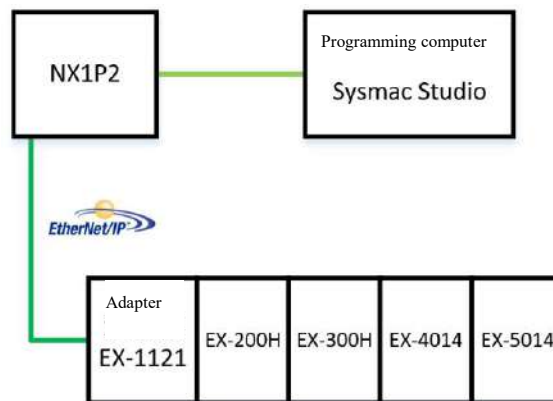 NX1P2
Programming computer
Sysmac Studio
EtherNet/IP
Adapter
EX-1121
EX-200H
EX-300H
EX-4014
EX-5014